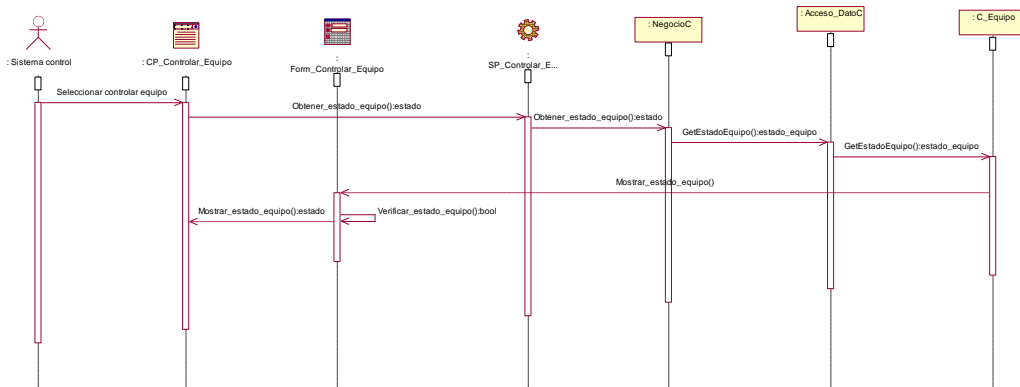 : Sistema control
: CP_Controlar_Equipo
:
Form_Controlar_Equipo
:
SP_Controlar_E...
: NegocioC
: Acceso_DatoC
: C_Equipo
Seleccionar controlar equipo
Obtener_estado_equipo():estado
Obtener_estado_equipo():estado
GetEstadoEquipo():estado_equipo
GetEstadoEquipo():estado_equipo
Mostrar_estado_equipo()
Mostrar_estado_equipo():estado
Verificar_estado_equipo():bool